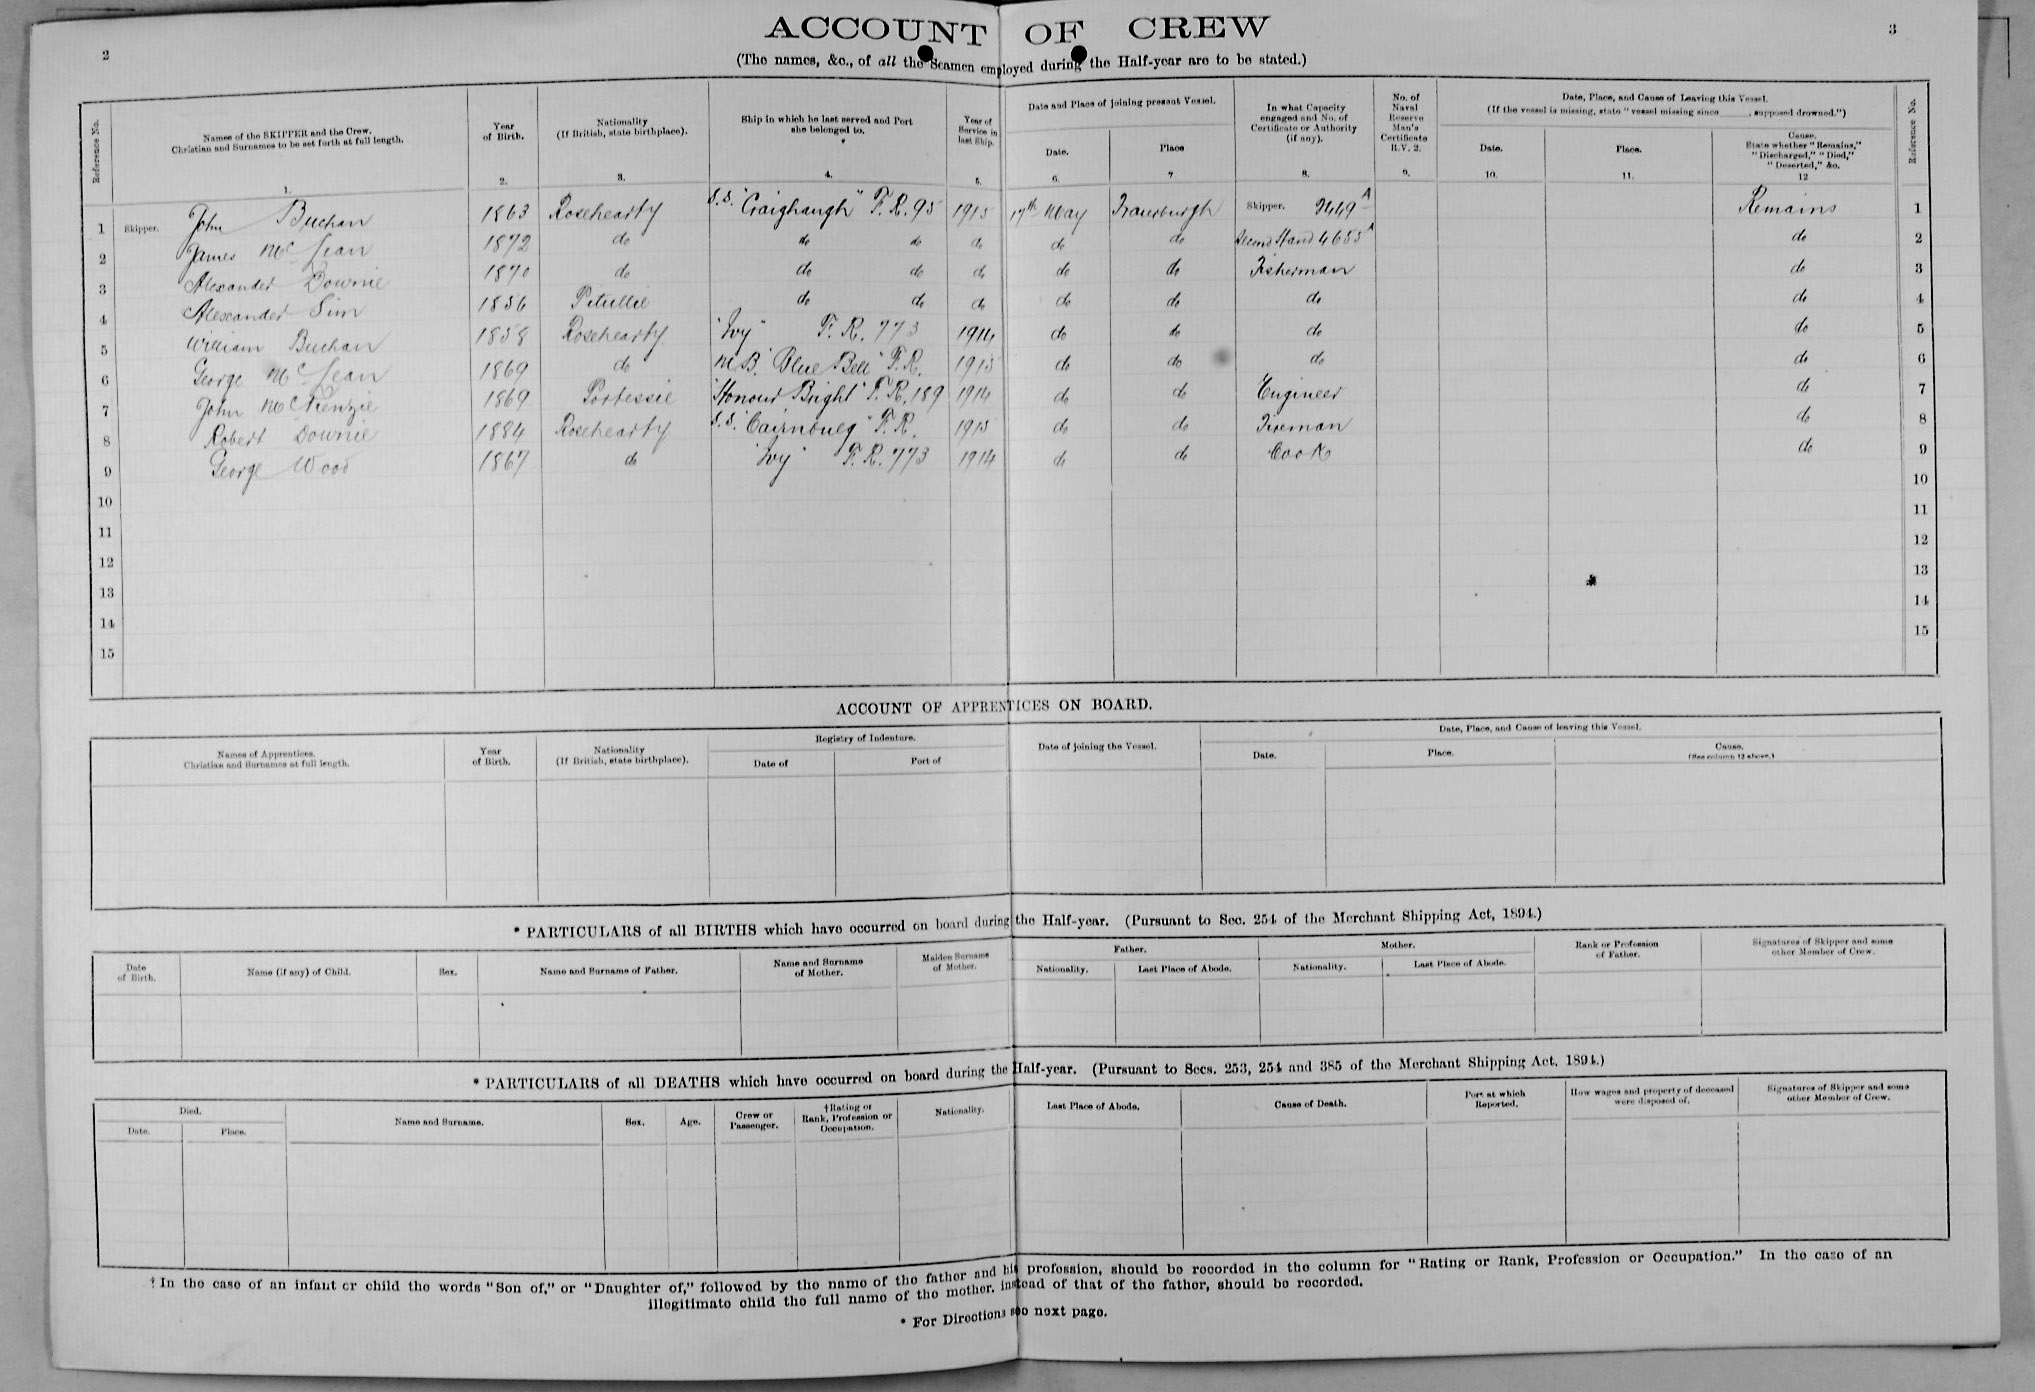 2
ACCOUNT OF CREW
3
(The names, &c., of all the Seamen employed during the Half-year are to be stated.)
Reference No.
Names of the SKIPPER and the Crew.
Christian and Surnames to be set forth at full length.
1.
Year
of Birth.
2.
Nationality
(If British, state birthplace).
3.
Ship in which he last served and Port
she belonged to.
4.
Year of
Service in
last Ship.
5.
Date and Place of joining present Vessel.
Date.
6.
Place
7
In what Capacity
engaged and No. of
Certificate or Authority
(if any).
8.
No. of
Naval
Reserve
Man's
Certificate
R.V. 2.
9.
Date, Place, and Cause of Leaving this Vessel.
(If the vessel is missing, state "vessel missing since , supposed drowned.")
Date.
10.
Place.
11.
Cause.
State whether "Remains,"
"Discharged," "Died,"
"Deserted," &c.
12
Reference No.
1 Skipper. John Buchan 1863 Rosehearty S.S. "Craighaugh" F.R. 95 1915 17th May Fraserburgh Skipper. 9449 A Remains 1
2 James McLean 1872 do do do do do do Second Hand 4655 A do 2
3 Alexander Downie 1870 do do do do do do Fisherman do 3
4 Alexander Sim 1856 Pitullie do do do do do do do 4
5 William Buchan 1858 Rosehearty "Ivy" F.R. 773 1914 do do do do 5
6 George McLean 1869 do M.B. "Blue Bell" F.R. 1915 do do do do 6
7 John McKenzie 1869 Portessie "Honour Bright" F.R. 189 1914 do do Engineer do 7
8 Robert Downie 1884 Rosehearty S.S. "Cairnbulg" F.R. 1915 do do Fireman do 8
9 George Wood 1867 do "Ivy" F.R. 773 1914 do do Cook do 9
10 10
11 11
12 12
13 13
14 14
15 15
ACCOUNT OF APPRENTICES ON BOARD.
Names of Apprentices.
Christian and Surnames at full length.
Year
of Birth.
Nationality
(If British, state birthplace).
Registry of Indenture.
Date of
Port of
Date of joining the Vessel.
Date, Place, and Cause of leaving this Vessel.
Date.
Place.
Cause.
(See column 12 above.)
* PARTICULARS of all BIRTHS which have occurred on board during the Half-year. (Pursuant to Sec. 254 of the Merchant Shipping Act, 1894.)
Date
of Birth.
Name (if any) of Child.
Sex.
Name and Surname of Father.
Name and Surname
of Mother.
Maiden Surname
of Mother.
Father.
Nationality.
Last Place of Abode.
Mother.
Nationality.
Last Place of Abode.
Rank or Profession
of Father.
Signatures of Skipper and some
other Member of Crew.
* PARTICULARS of all DEATHS which have occurred on board during the Half-year. (Pursuant to Secs. 253, 254 and 385 of the Merchant Shipping Act, 1894.)
Died.
Date.
Place.
Name and Surname.
Sex.
Age.
Crew or
Passenger.
†Rating or
Rank, Profession or
Occupation.
Nationality.
Last Place of Abode.
Cause of Death.
Port at which
Reported.
How wages and property of deceased
were disposed of.
Signatures of Skipper and some
other Member of Crew.
† In the case of an infant or child the words "Son of," or "Daughter of," followed by the name of the father and his profession, should be recorded in the column for "Rating or Rank, Profession or Occupation." In the case of an
illegitimate child the full name of the mother, instead of that of the father, should be recorded.
* For Directions see next page.